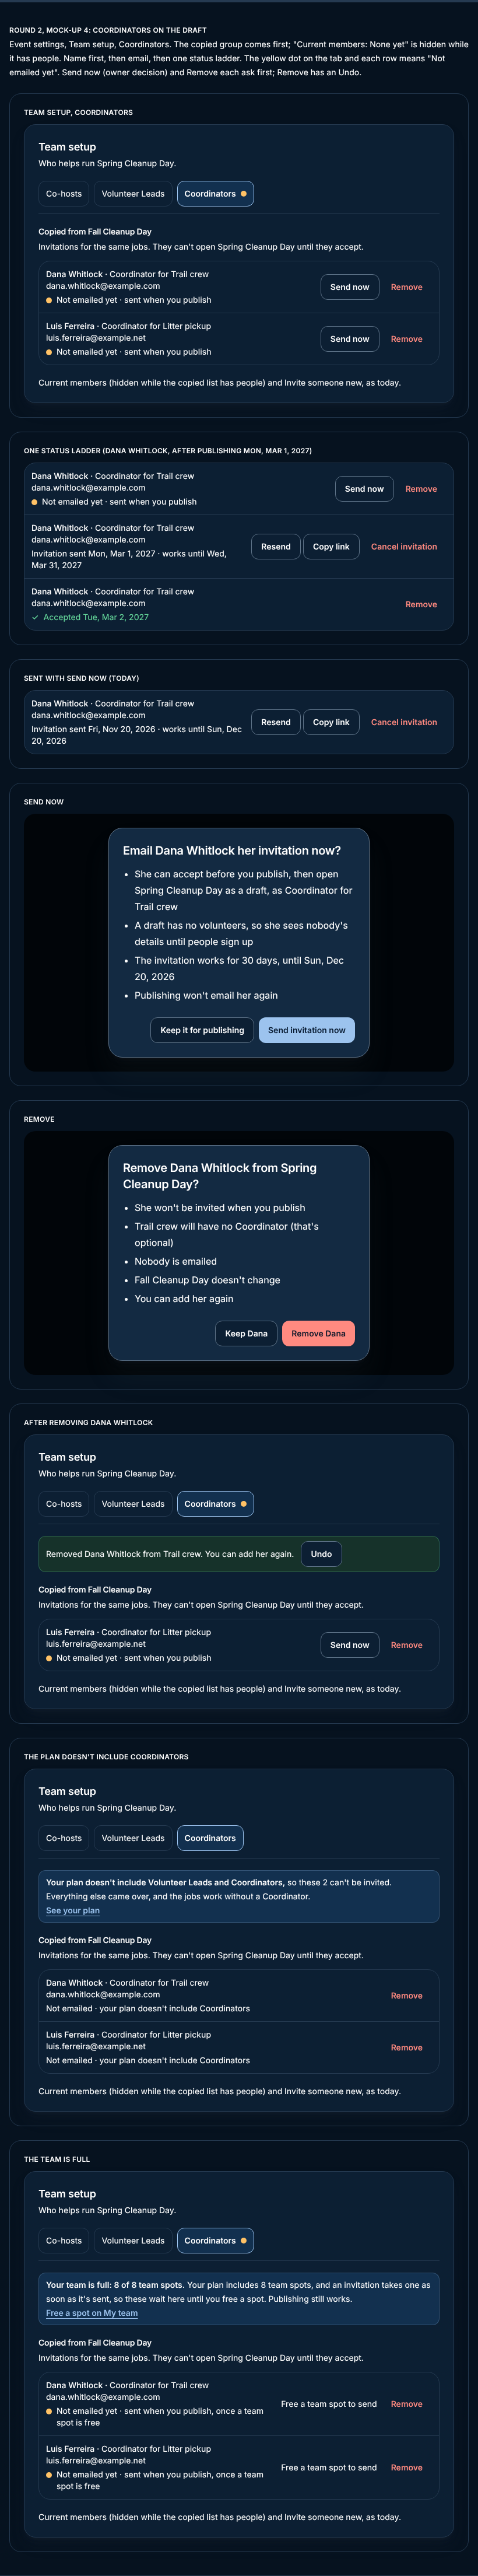 ROUND 2, MOCK-UP 4: COORDINATORS ON THE DRAFT
Event settings, Team setup, Coordinators. The copied group comes first; "Current members: None yet" is hidden while
it has people. Name first, then email, then one status ladder. The yellow dot on the tab and each row means "Not
emailed yet". Send now (owner decision) and Remove each ask first; Remove has an Undo.
TEAM SETUP, COORDINATORS
Team setup
Who helps run Spring Cleanup Day.
Co-hosts
Volunteer Leads
Coordinators
Copied from Fall Cleanup Day
Invitations for the same jobs. They can't open Spring Cleanup Day until they accept.
Dana Whitlock · Coordinator for Trail crew
dana.whitlock@example.com
Not emailed yet · sent when you publish
Send now
Remove
Luis Ferreira · Coordinator for Litter pickup
luis.ferreira@example.net
Not emailed yet · sent when you publish
Send now
Remove
Current members (hidden while the copied list has people) and Invite someone new, as today.
ONE STATUS LADDER (DANA WHITLOCK, AFTER PUBLISHING MON, MAR 1, 2027)
Dana Whitlock · Coordinator for Trail crew
dana.whitlock@example.com
Not emailed yet · sent when you publish
Send now
Remove
Dana Whitlock · Coordinator for Trail crew
dana.whitlock@example.com
Invitation sent Mon, Mar 1, 2027 · works until Wed,
Mar 31, 2027
Resend
Copy link
Cancel invitation
Dana Whitlock · Coordinator for Trail crew
dana.whitlock@example.com
✓ Accepted Tue, Mar 2, 2027
Remove
SENT WITH SEND NOW (TODAY)
Dana Whitlock · Coordinator for Trail crew
dana.whitlock@example.com
Invitation sent Fri, Nov 20, 2026 · works until Sun, Dec
20, 2026
Resend
Copy link
Cancel invitation
SEND NOW
Email Dana Whitlock her invitation now?
• She can accept before you publish, then open
Spring Cleanup Day as a draft, as Coordinator for
Trail crew
• A draft has no volunteers, so she sees nobody's
details until people sign up
• The invitation works for 30 days, until Sun, Dec
20, 2026
• Publishing won't email her again
Keep it for publishing
Send invitation now
REMOVE
Remove Dana Whitlock from Spring
Cleanup Day?
• She won't be invited when you publish
• Trail crew will have no Coordinator (that's
optional)
• Nobody is emailed
• Fall Cleanup Day doesn't change
• You can add her again
Keep Dana
Remove Dana
AFTER REMOVING DANA WHITLOCK
Team setup
Who helps run Spring Cleanup Day.
Co-hosts
Volunteer Leads
Coordinators
Removed Dana Whitlock from Trail crew. You can add her again.
Undo
Copied from Fall Cleanup Day
Invitations for the same jobs. They can't open Spring Cleanup Day until they accept.
Luis Ferreira · Coordinator for Litter pickup
luis.ferreira@example.net
Not emailed yet · sent when you publish
Send now
Remove
Current members (hidden while the copied list has people) and Invite someone new, as today.
THE PLAN DOESN'T INCLUDE COORDINATORS
Team setup
Who helps run Spring Cleanup Day.
Co-hosts
Volunteer Leads
Coordinators
Your plan doesn't include Volunteer Leads and Coordinators, so these 2 can't be invited.
Everything else came over, and the jobs work without a Coordinator.
See your plan
Copied from Fall Cleanup Day
Invitations for the same jobs. They can't open Spring Cleanup Day until they accept.
Dana Whitlock · Coordinator for Trail crew
dana.whitlock@example.com
Not emailed · your plan doesn't include Coordinators
Remove
Luis Ferreira · Coordinator for Litter pickup
luis.ferreira@example.net
Not emailed · your plan doesn't include Coordinators
Remove
Current members (hidden while the copied list has people) and Invite someone new, as today.
THE TEAM IS FULL
Team setup
Who helps run Spring Cleanup Day.
Co-hosts
Volunteer Leads
Coordinators
Your team is full: 8 of 8 team spots. Your plan includes 8 team spots, and an invitation takes one as
soon as it's sent, so these wait here until you free a spot. Publishing still works.
Free a spot on My team
Copied from Fall Cleanup Day
Invitations for the same jobs. They can't open Spring Cleanup Day until they accept.
Dana Whitlock · Coordinator for Trail crew
dana.whitlock@example.com
Not emailed yet · sent when you publish, once a team
spot is free
Free a team spot to send
Remove
Luis Ferreira · Coordinator for Litter pickup
luis.ferreira@example.net
Not emailed yet · sent when you publish, once a team
spot is free
Free a team spot to send
Remove
Current members (hidden while the copied list has people) and Invite someone new, as today.